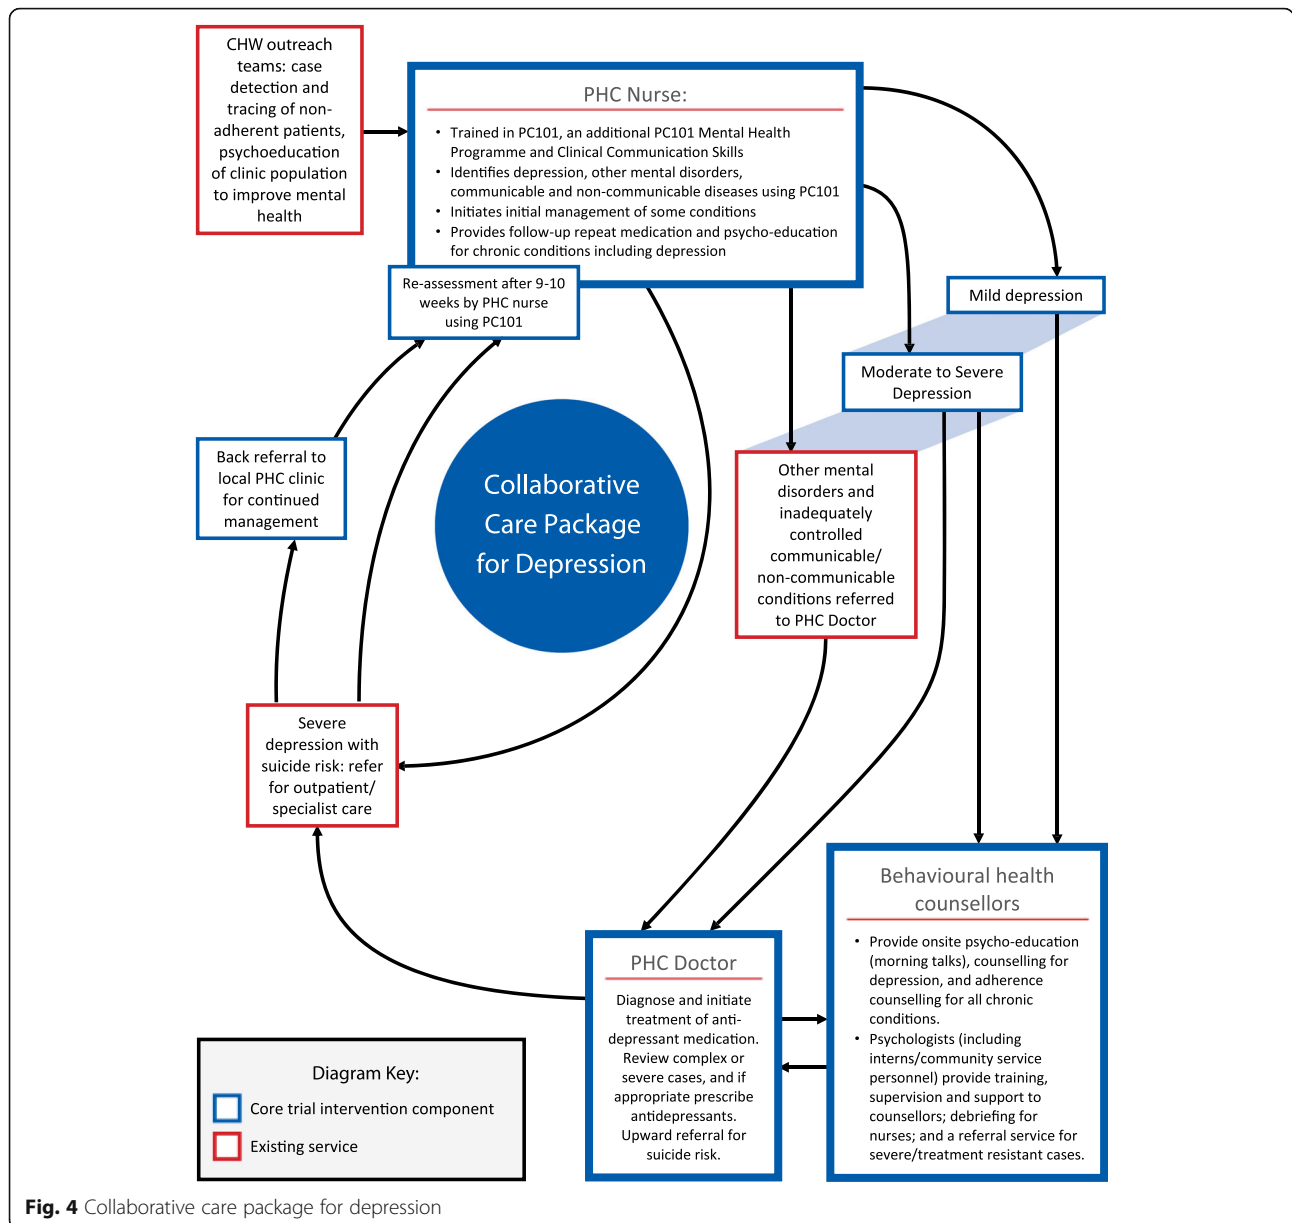 CHW outreach
teams: case
detection and
tracing of non-
adherent patients,
psychoeducation
of clinic population
to improve mental
health
PHC Nurse:
• Trained in PC101, an additional PC101 Mental Health
Programme and Clinical Communication Skills
• Identifies depression, other mental disorders,
communicable and non-communicable diseases using PC101
• Initiates initial management of some conditions
• Provides follow-up repeat medication and psycho-education
for chronic conditions including depression
Re-assessment after 9-10
weeks by PHC nurse
using PC101
Mild depression
Moderate to Severe
Depression
Back referral to
local PHC clinic
for continued
management
Collaborative
Care Package
for Depression
Other mental
disorders and
inadequately
controlled
communicable/
non-communicable
conditions referred
to PHC Doctor
Severe
depression with
suicide risk: refer
for outpatient/
specialist care
Behavioural health
counsellors
• Provide onsite psycho-education
(morning talks), counselling for
depression, and adherence
counselling for all chronic
conditions.
• Psychologists (including
interns/community service
personnel) provide training,
supervision and support to
counsellors; debriefing for
nurses; and a referral service for
severe/treatment resistant cases.
PHC Doctor
Diagnose and initiate
treatment of anti-
depressant medication.
Review complex or
severe cases, and if
appropriate prescribe
antidepressants.
Upward referral for
suicide risk.
Diagram Key:
Core trial intervention component
Existing service
Fig. 4 Collaborative care package for depression